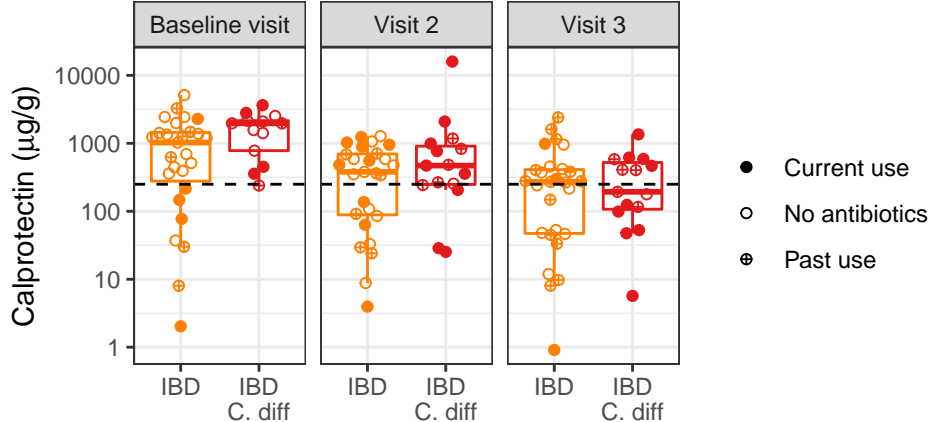 Baseline visit
Visit 2
Visit 3
Calprotectin (μg/g)
10000
1000
100
10
1
IBD
IBD
C. diff
IBD
IBD
C. diff
IBD
IBD
C. diff
Current use
No antibiotics
Past use